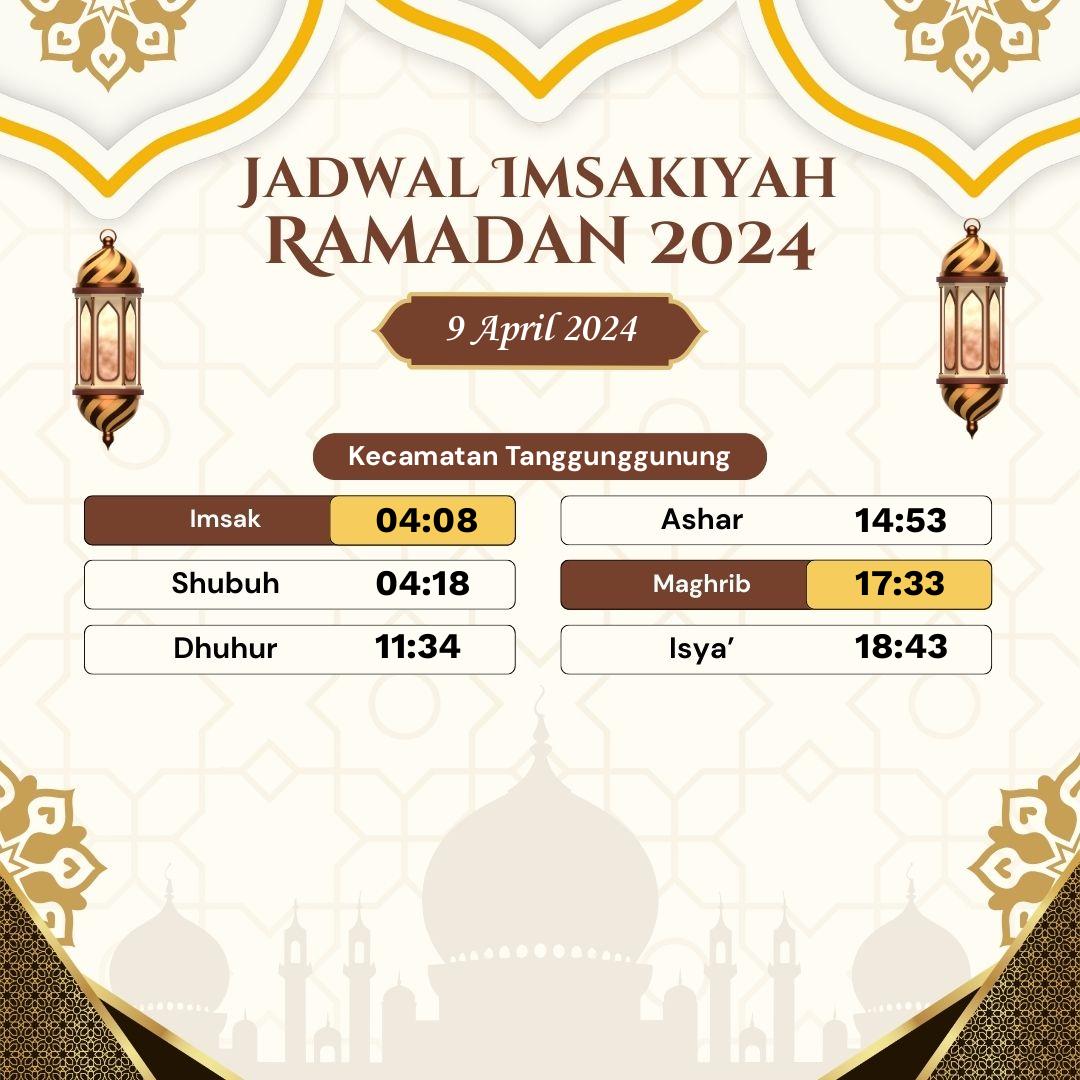 Jadwal Imsakiyah
Ramadan 2024
9 April 2024
Kecamatan Tanggunggunung
Imsak 04:08
Shubuh 04:18
Dhuhur 11:34
Ashar 14:53
Maghrib 17:33
Isya’ 18:43